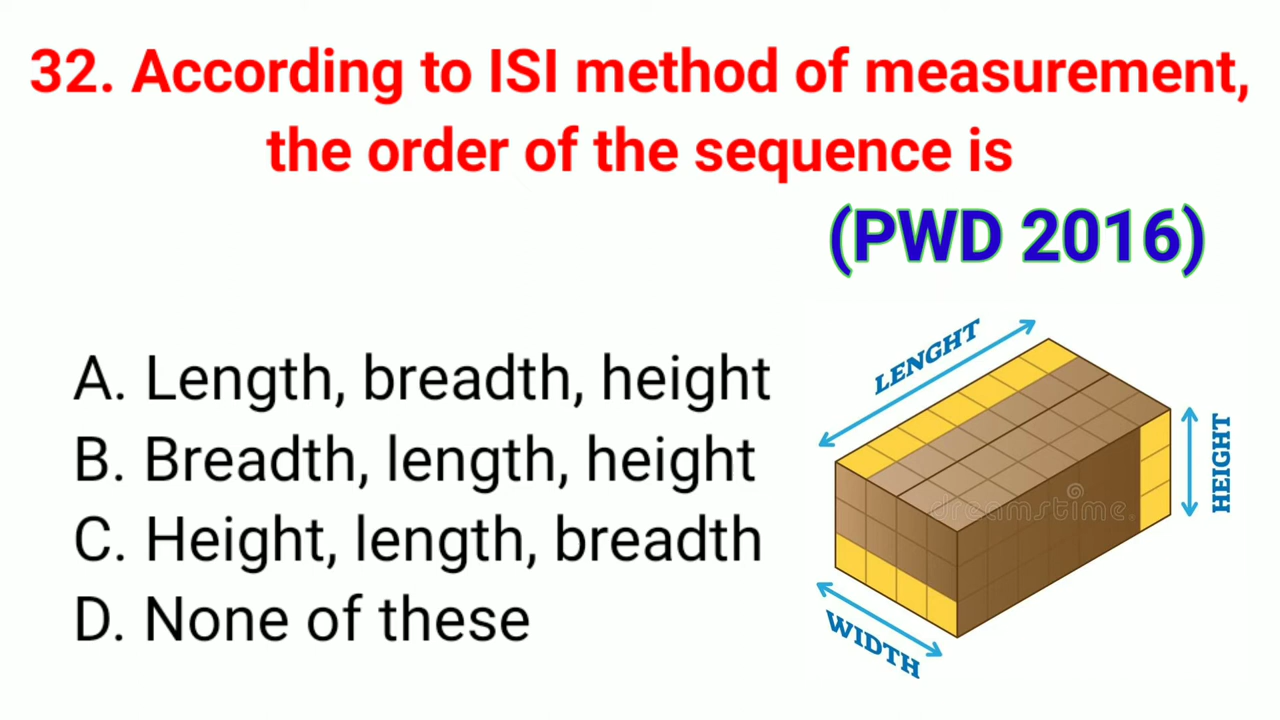 32. According to ISI method of measurement,
the order of the sequence is
(PWD 2016)
A. Length, breadth, height
B. Breadth, length, height
C. Height, length, breadth
D. None of these
LENGHT
HEIGHT
WIDTH
dreamstime.